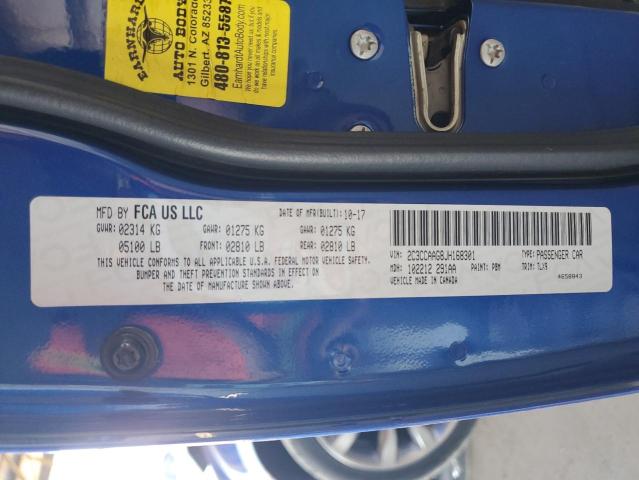 EARNHARDT
AUTO BODY
1301 N. Colorado
Gilbert, AZ 85233
480-813-5587
EarnhardtAutoBody.com
MFD BY FCA US LLC
DATE OF MFR(BUILT): 10-17
GVWR: 02314 KG GAWR: 01275 KG GAWR: 01275 KG
05100 LB FRONT: 02810 LB REAR: 02810 LB
THIS VEHICLE CONFORMS TO ALL APPLICABLE U.S.A. FEDERAL MOTOR VEHICLE SAFETY,
BUMPER AND THEFT PREVENTION STANDARDS IN EFFECT ON
THE DATE OF MANUFACTURE SHOWN ABOVE.
VIN: 2C3CCAAG8JH168301 TYPE: PASSENGER CAR
MDH: 102212 291AA PAINT: PBM TRIM: TLX9
VEHICLE MADE IN CANADA 4658843